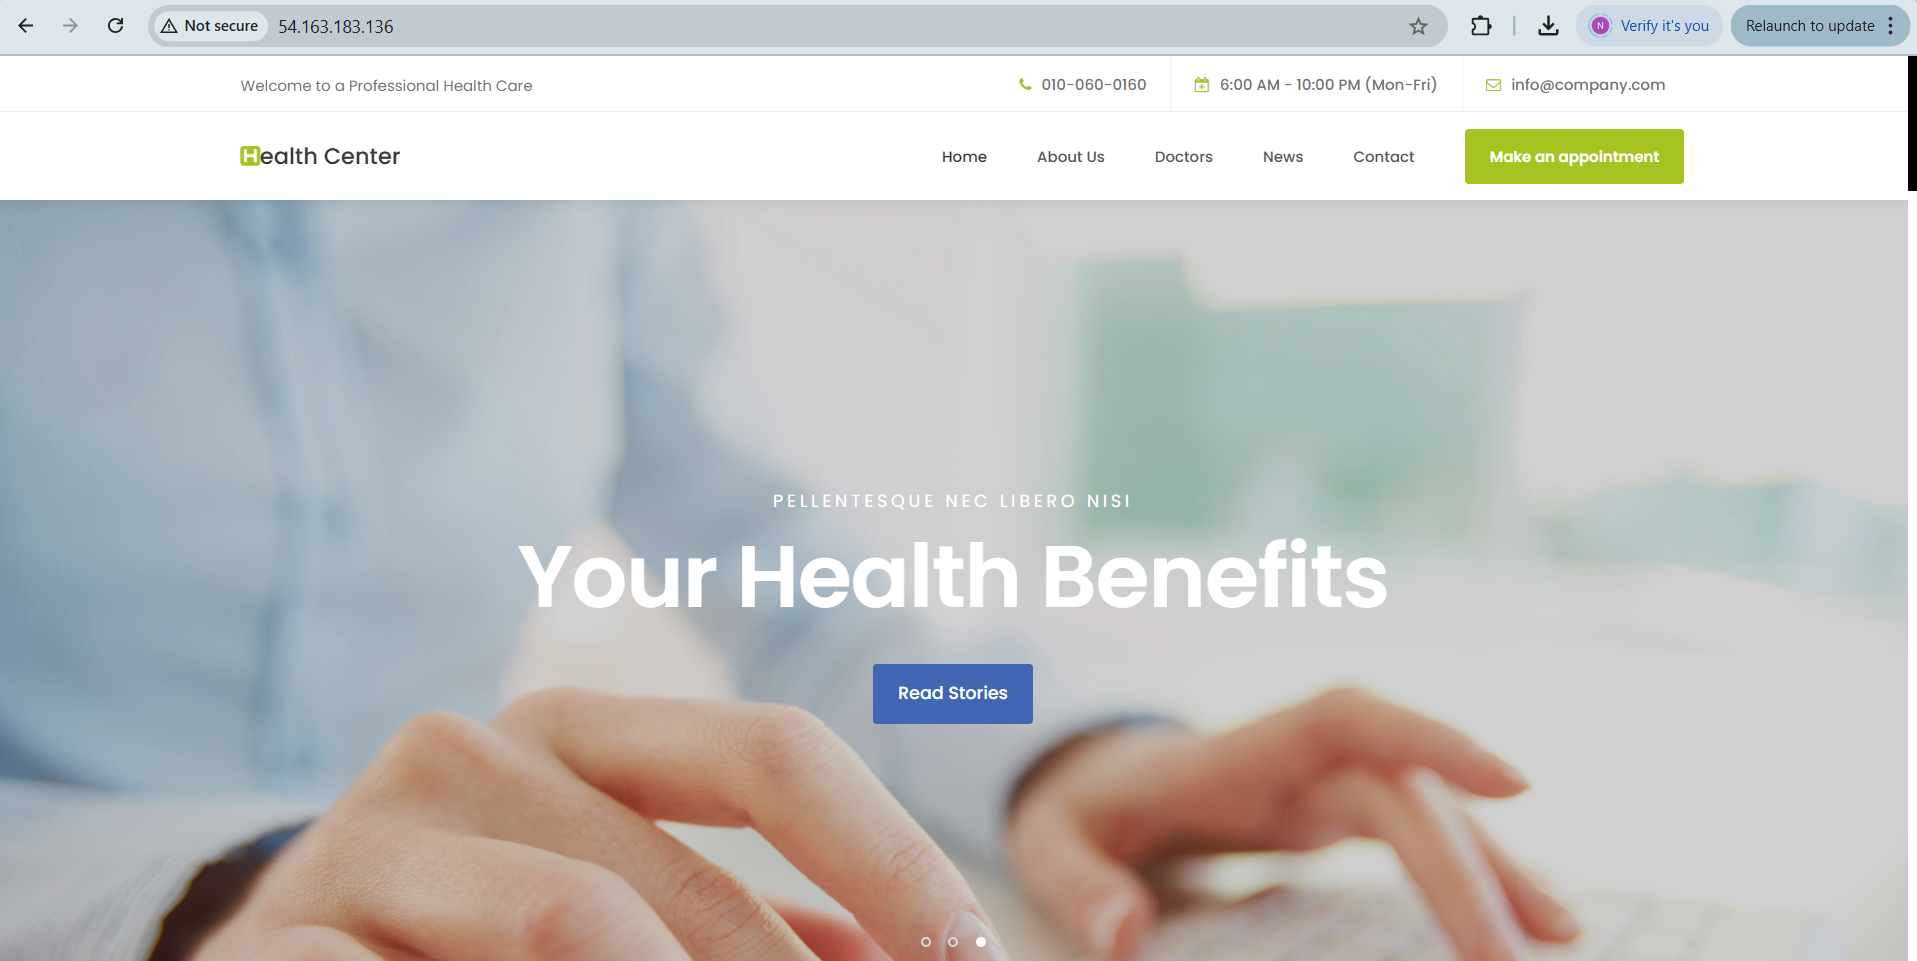 Not secure 54.163.183.136 N Verify it's you Relaunch to update
Welcome to a Professional Health Care 010-060-0160 6:00 AM - 10:00 PM (Mon-Fri) info@company.com
Health Center Home About Us Doctors News Contact Make an appointment
PELLENTESQUE NEC LIBERO NISI
Your Health Benefits
Read Stories